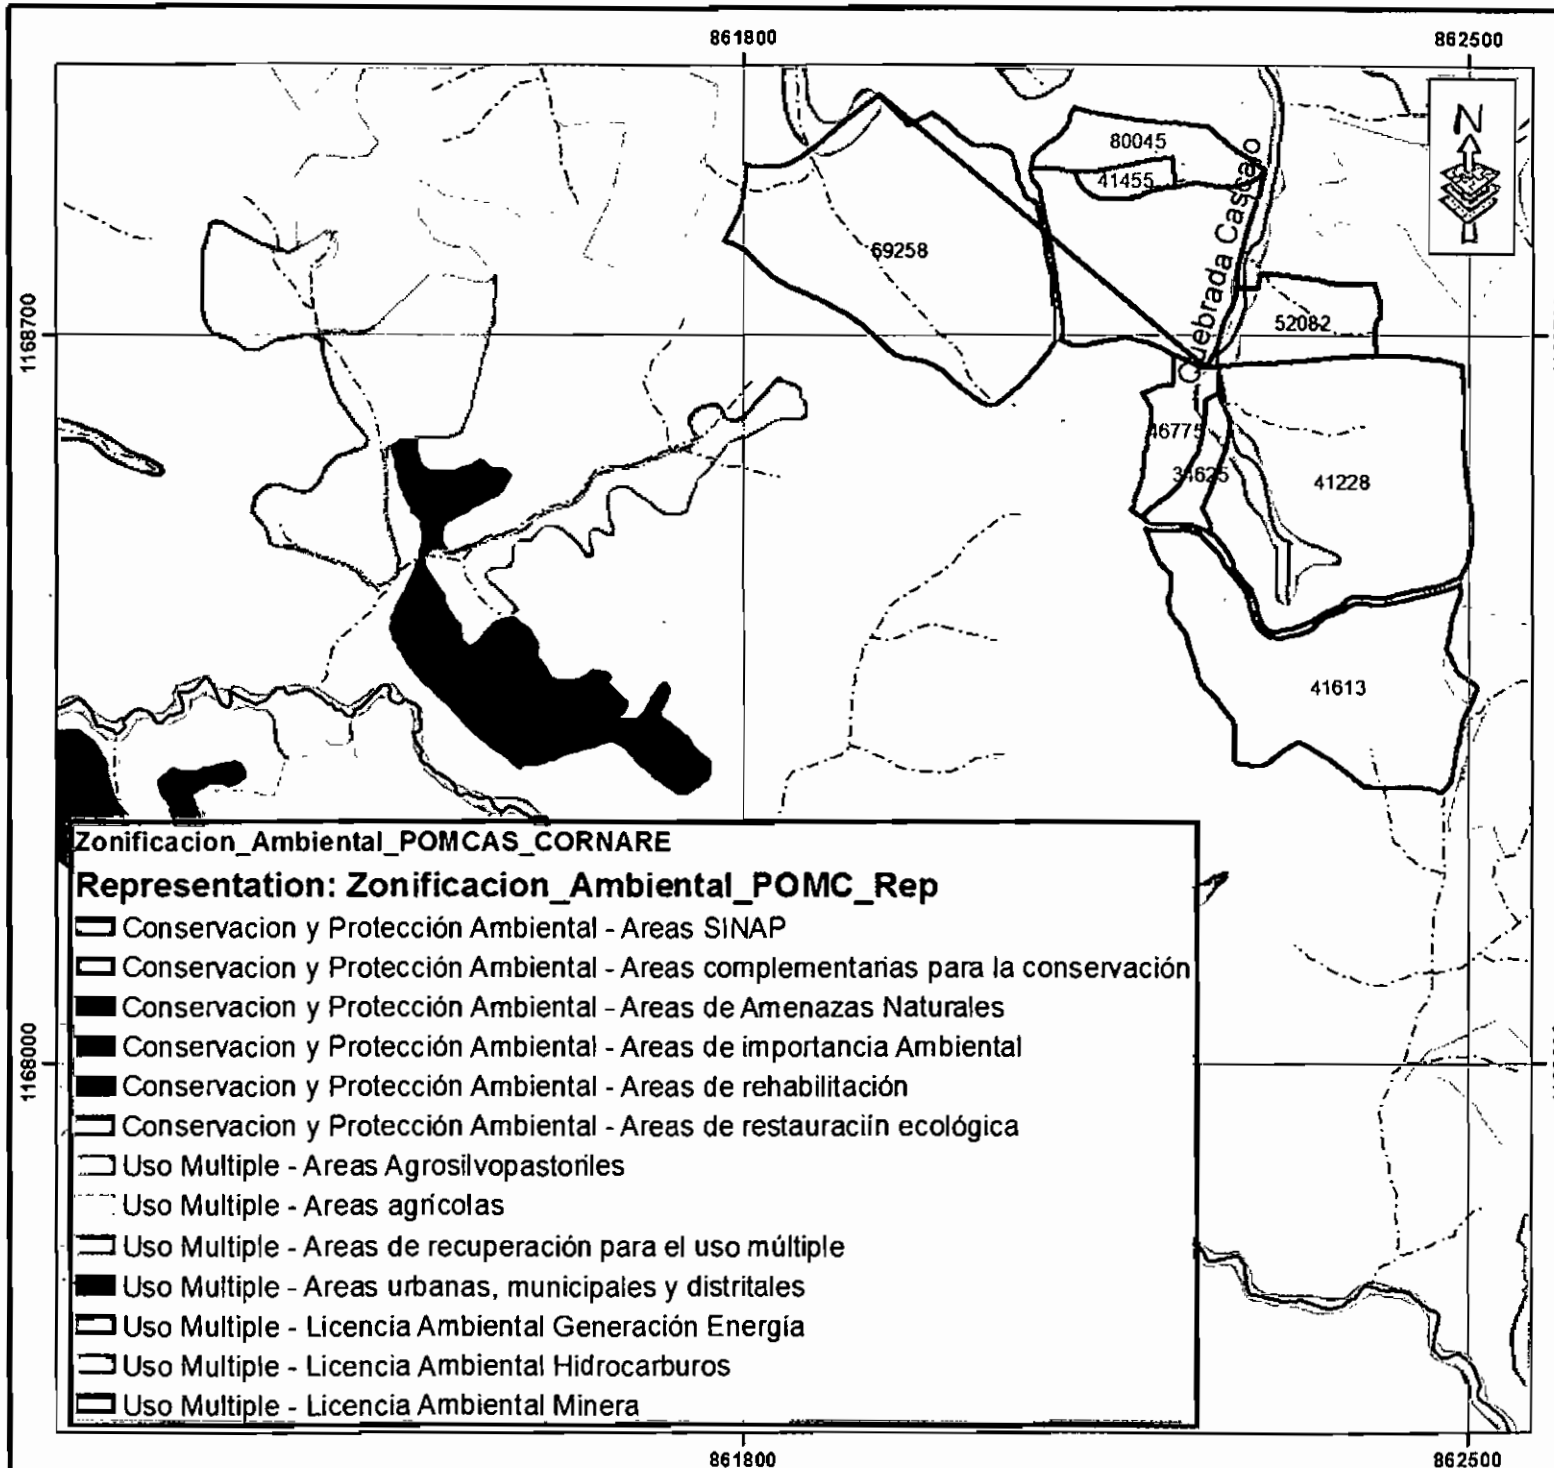 861800
862500
N
80045
41455
69258
Quebrada Cascajo
52082
1168700
46775
34625
41228
41613
Zonificacion_Ambiental_POMCAS_CORNARE
Representation: Zonificacion_Ambiental_POMC_Rep
Conservacion y Protección Ambiental - Areas SINAP
Conservacion y Protección Ambiental - Areas complementarias para la conservación
Conservacion y Protección Ambiental - Areas de Amenazas Naturales
Conservacion y Protección Ambiental - Areas de importancia Ambiental
Conservacion y Protección Ambiental - Areas de rehabilitación
Conservacion y Protección Ambiental - Areas de restauraciín ecológica
Uso Multiple - Areas Agrosilvopastoriles
Uso Multiple - Areas agrícolas
Uso Multiple - Areas de recuperación para el uso múltiple
Uso Multiple - Areas urbanas, municipales y distritales
Uso Multiple - Licencia Ambiental Generación Energía
Uso Multiple - Licencia Ambiental Hidrocarburos
Uso Multiple - Licencia Ambiental Minera
1168000
861800
862500